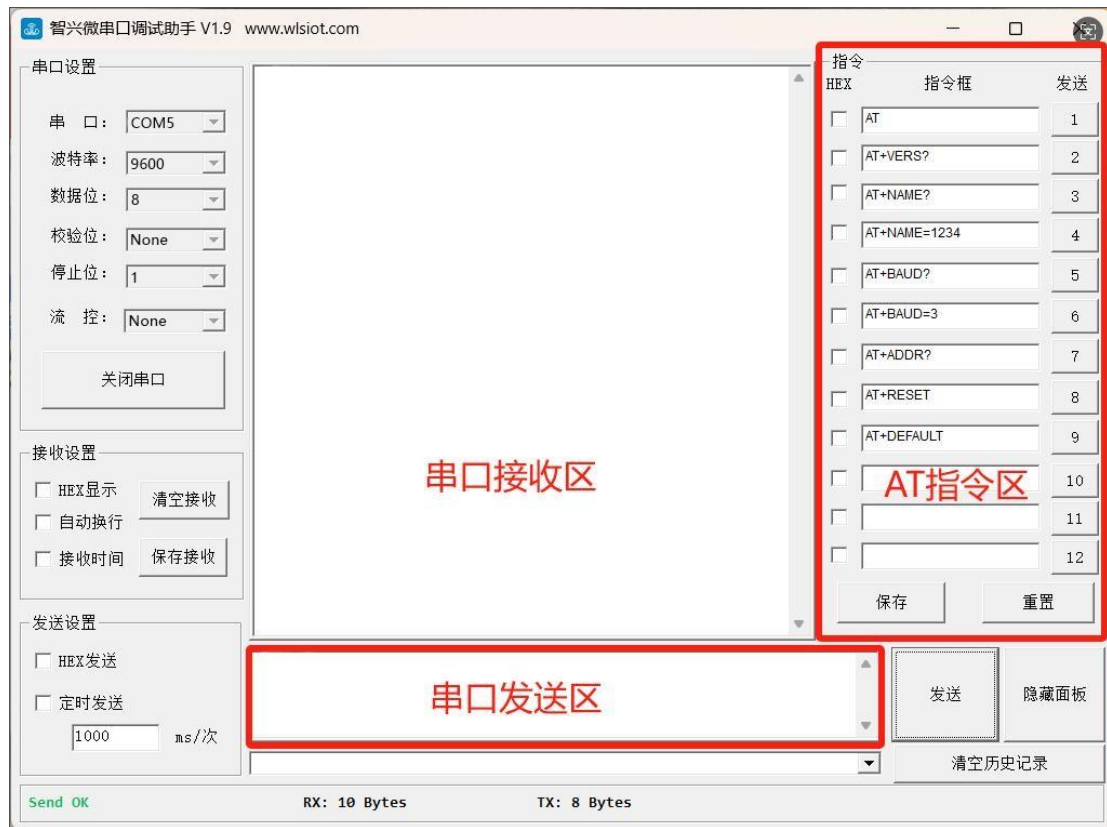 智兴微串口调试助手 V1.9 www.wlsiot.com
串口设置
串 口： COM5
波特率： 9600
数据位： 8
校验位： None
停止位： 1
流 控： None
关闭串口
接收设置
HEX显示
清空接收
自动换行
接收时间
保存接收
发送设置
HEX发送
定时发送
1000 ms/次
串口接收区
串口发送区
指令
HEX 指令框 发送
AT 1
AT+VERS? 2
AT+NAME? 3
AT+NAME=1234 4
AT+BAUD? 5
AT+BAUD=3 6
AT+ADDR? 7
AT+RESET 8
AT+DEFAULT 9
AT指令区 10
11
12
保存 重置
发送 隐藏面板
清空历史记录
Send OK RX: 10 Bytes TX: 8 Bytes